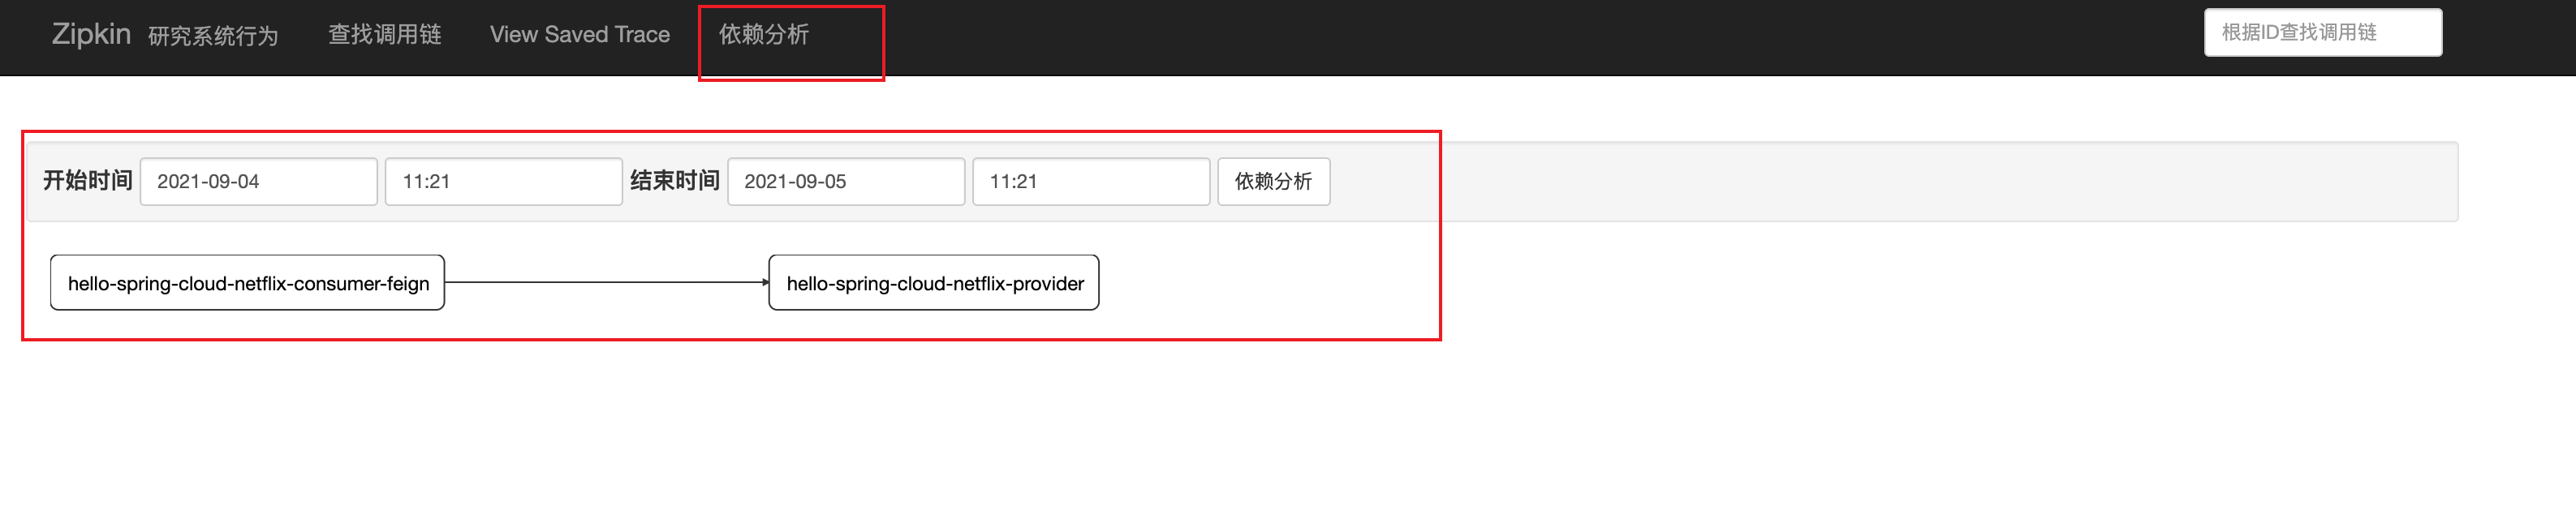 Zipkin 研究系统行为 查找调用链 View Saved Trace 依赖分析 根据ID查找调用链
开始时间 2021-09-04 11:21 结束时间 2021-09-05 11:21 依赖分析
hello-spring-cloud-netflix-consumer-feign hello-spring-cloud-netflix-provider